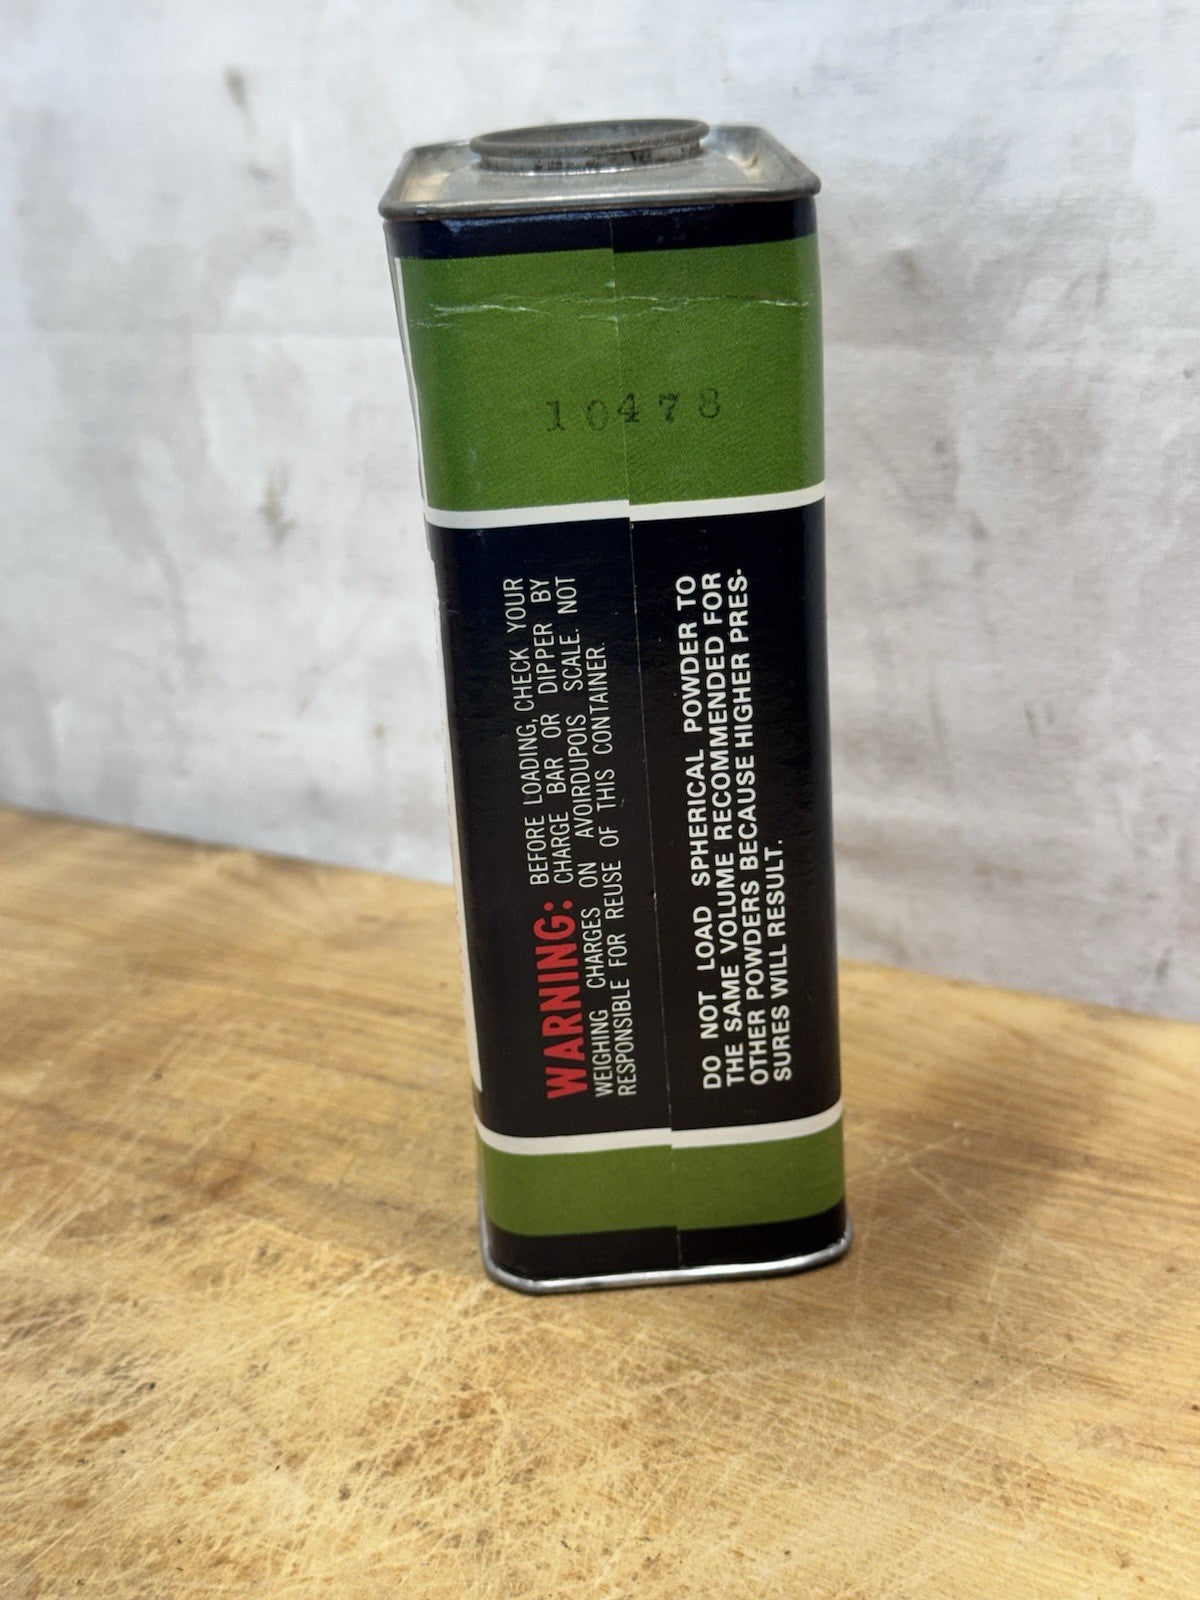 10478
WARNING: BEFORE LOADING, CHECK YOUR
CHARGE BAR OR DIPPER BY
WEIGHING CHARGES ON AVOIRDUPOIS SCALE. NOT
RESPONSIBLE FOR REUSE OF THIS CONTAINER.
DO NOT LOAD SPHERICAL POWDER TO
THE SAME VOLUME RECOMMENDED FOR
OTHER POWDERS BECAUSE HIGHER PRES-
SURES WILL RESULT.